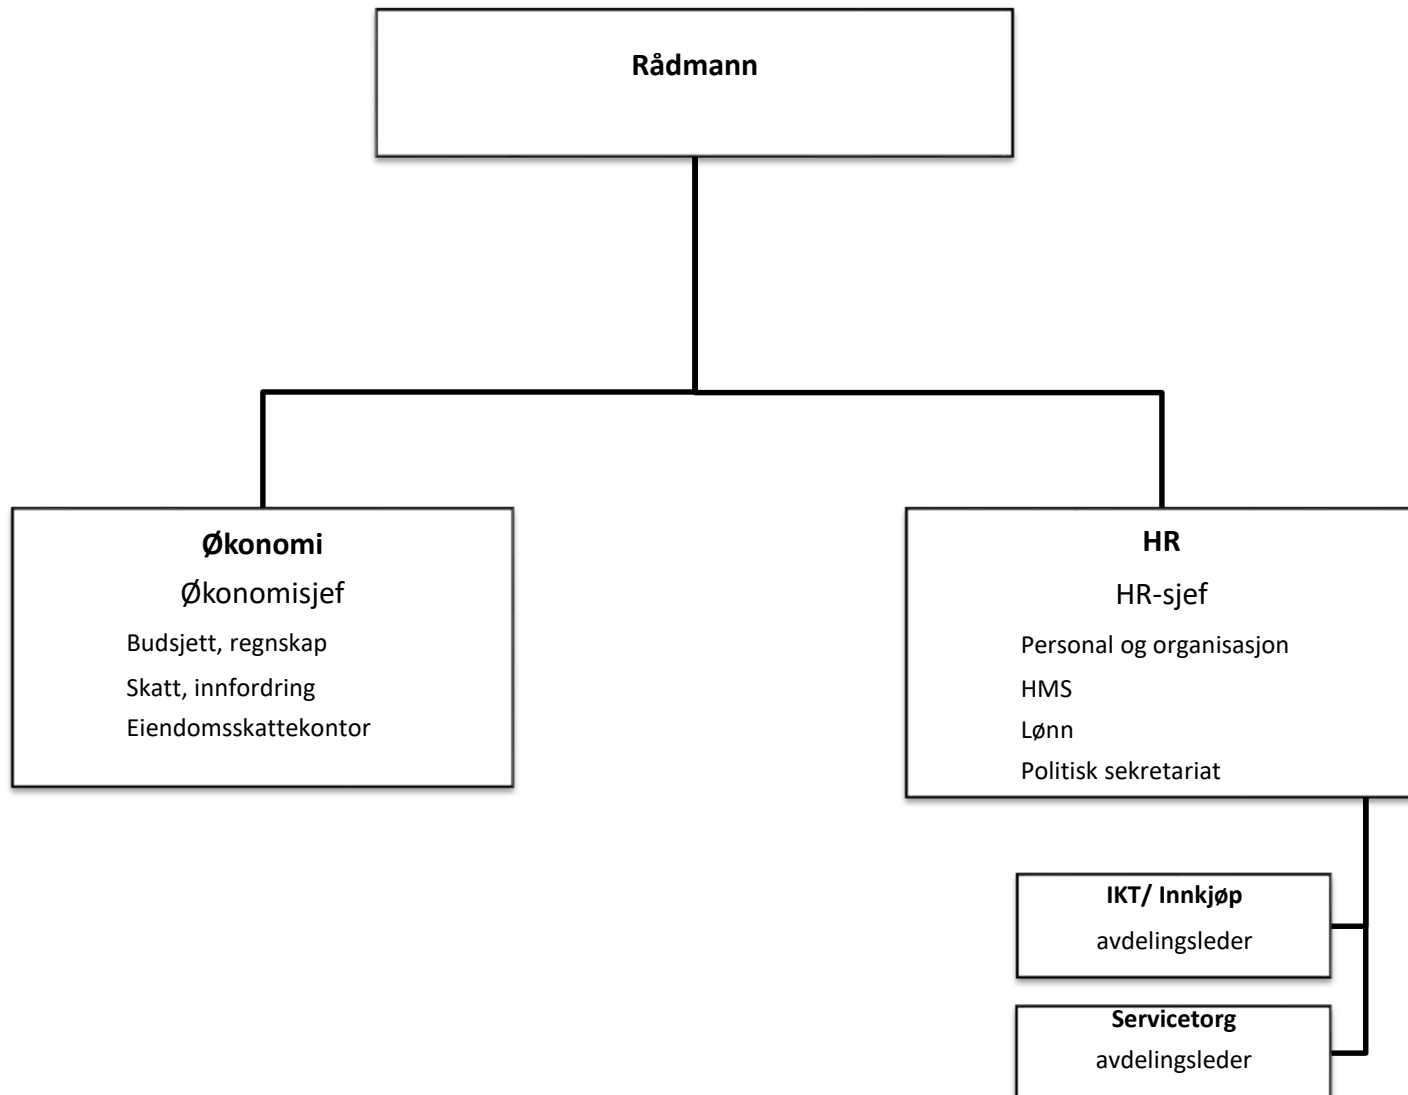 Rådmann
Økonomi
Økonomisjef
Budsjett, regnskap
Skatt, innfordring
Eiendomsskattekontor
HR
HR-sjef
Personal og organisasjon
HMS
Lønn
Politisk sekretariat
IKT/ Innkjøp
avdelingsleder
Servicetorg
avdelingsleder